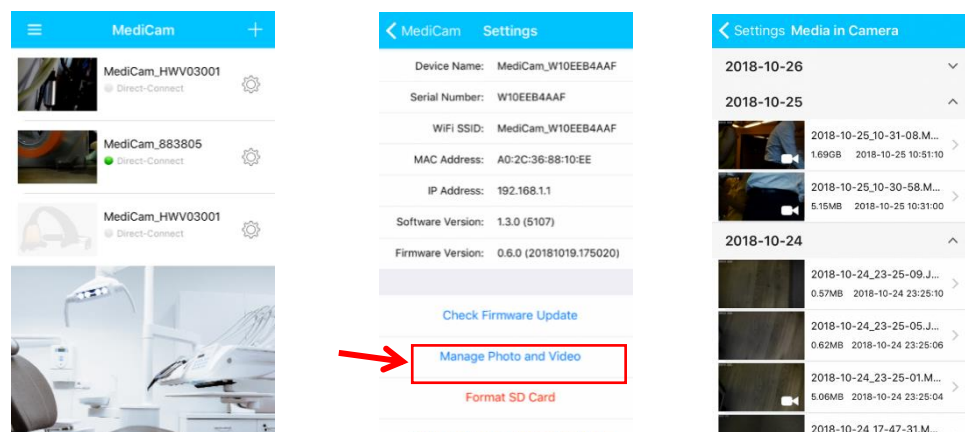 MediCam
MediCam_HWV03001
Direct-Connect
MediCam_883805
Direct-Connect
MediCam_HWV03001
Direct-Connect
MediCam Settings
Device Name: MediCam_W10EEB4AAF
Serial Number: W10EEB4AAF
WiFi SSID: MediCam_W10EEB4AAF
MAC Address: A0:2C:36:88:10:EE
IP Address: 192.168.1.1
Software Version: 1.3.0 (5107)
Firmware Version: 0.6.0 (20181019.175020)
Check Firmware Update
Manage Photo and Video
Format SD Card
Settings Media in Camera
2018-10-26
2018-10-25
2018-10-25_10-31-08.M...
1.69GB 2018-10-25 10:51:10
2018-10-25_10-30-58.M...
5.15MB 2018-10-25 10:31:00
2018-10-24
2018-10-24_23-25-09.J...
0.57MB 2018-10-24 23:25:10
2018-10-24_23-25-05.J...
0.62MB 2018-10-24 23:25:06
2018-10-24_23-25-01.M...
5.06MB 2018-10-24 23:25:04
2018-10-24_17-47-31.M...